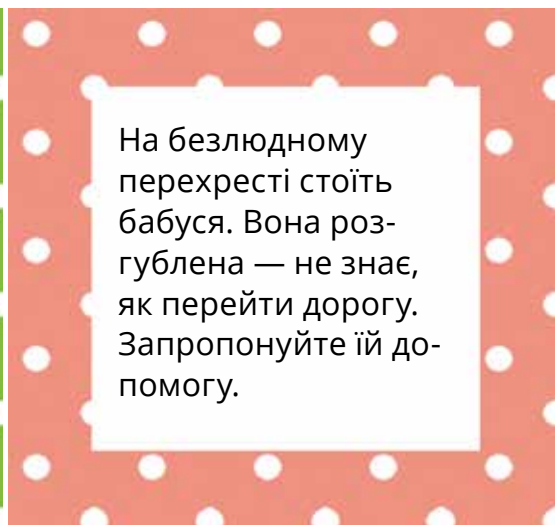 На безлюдному
перехресті стоїть
бабуся. Вона роз-
гублена — не знає,
як перейти дорогу.
Запропонуйте їй до-
помогу.